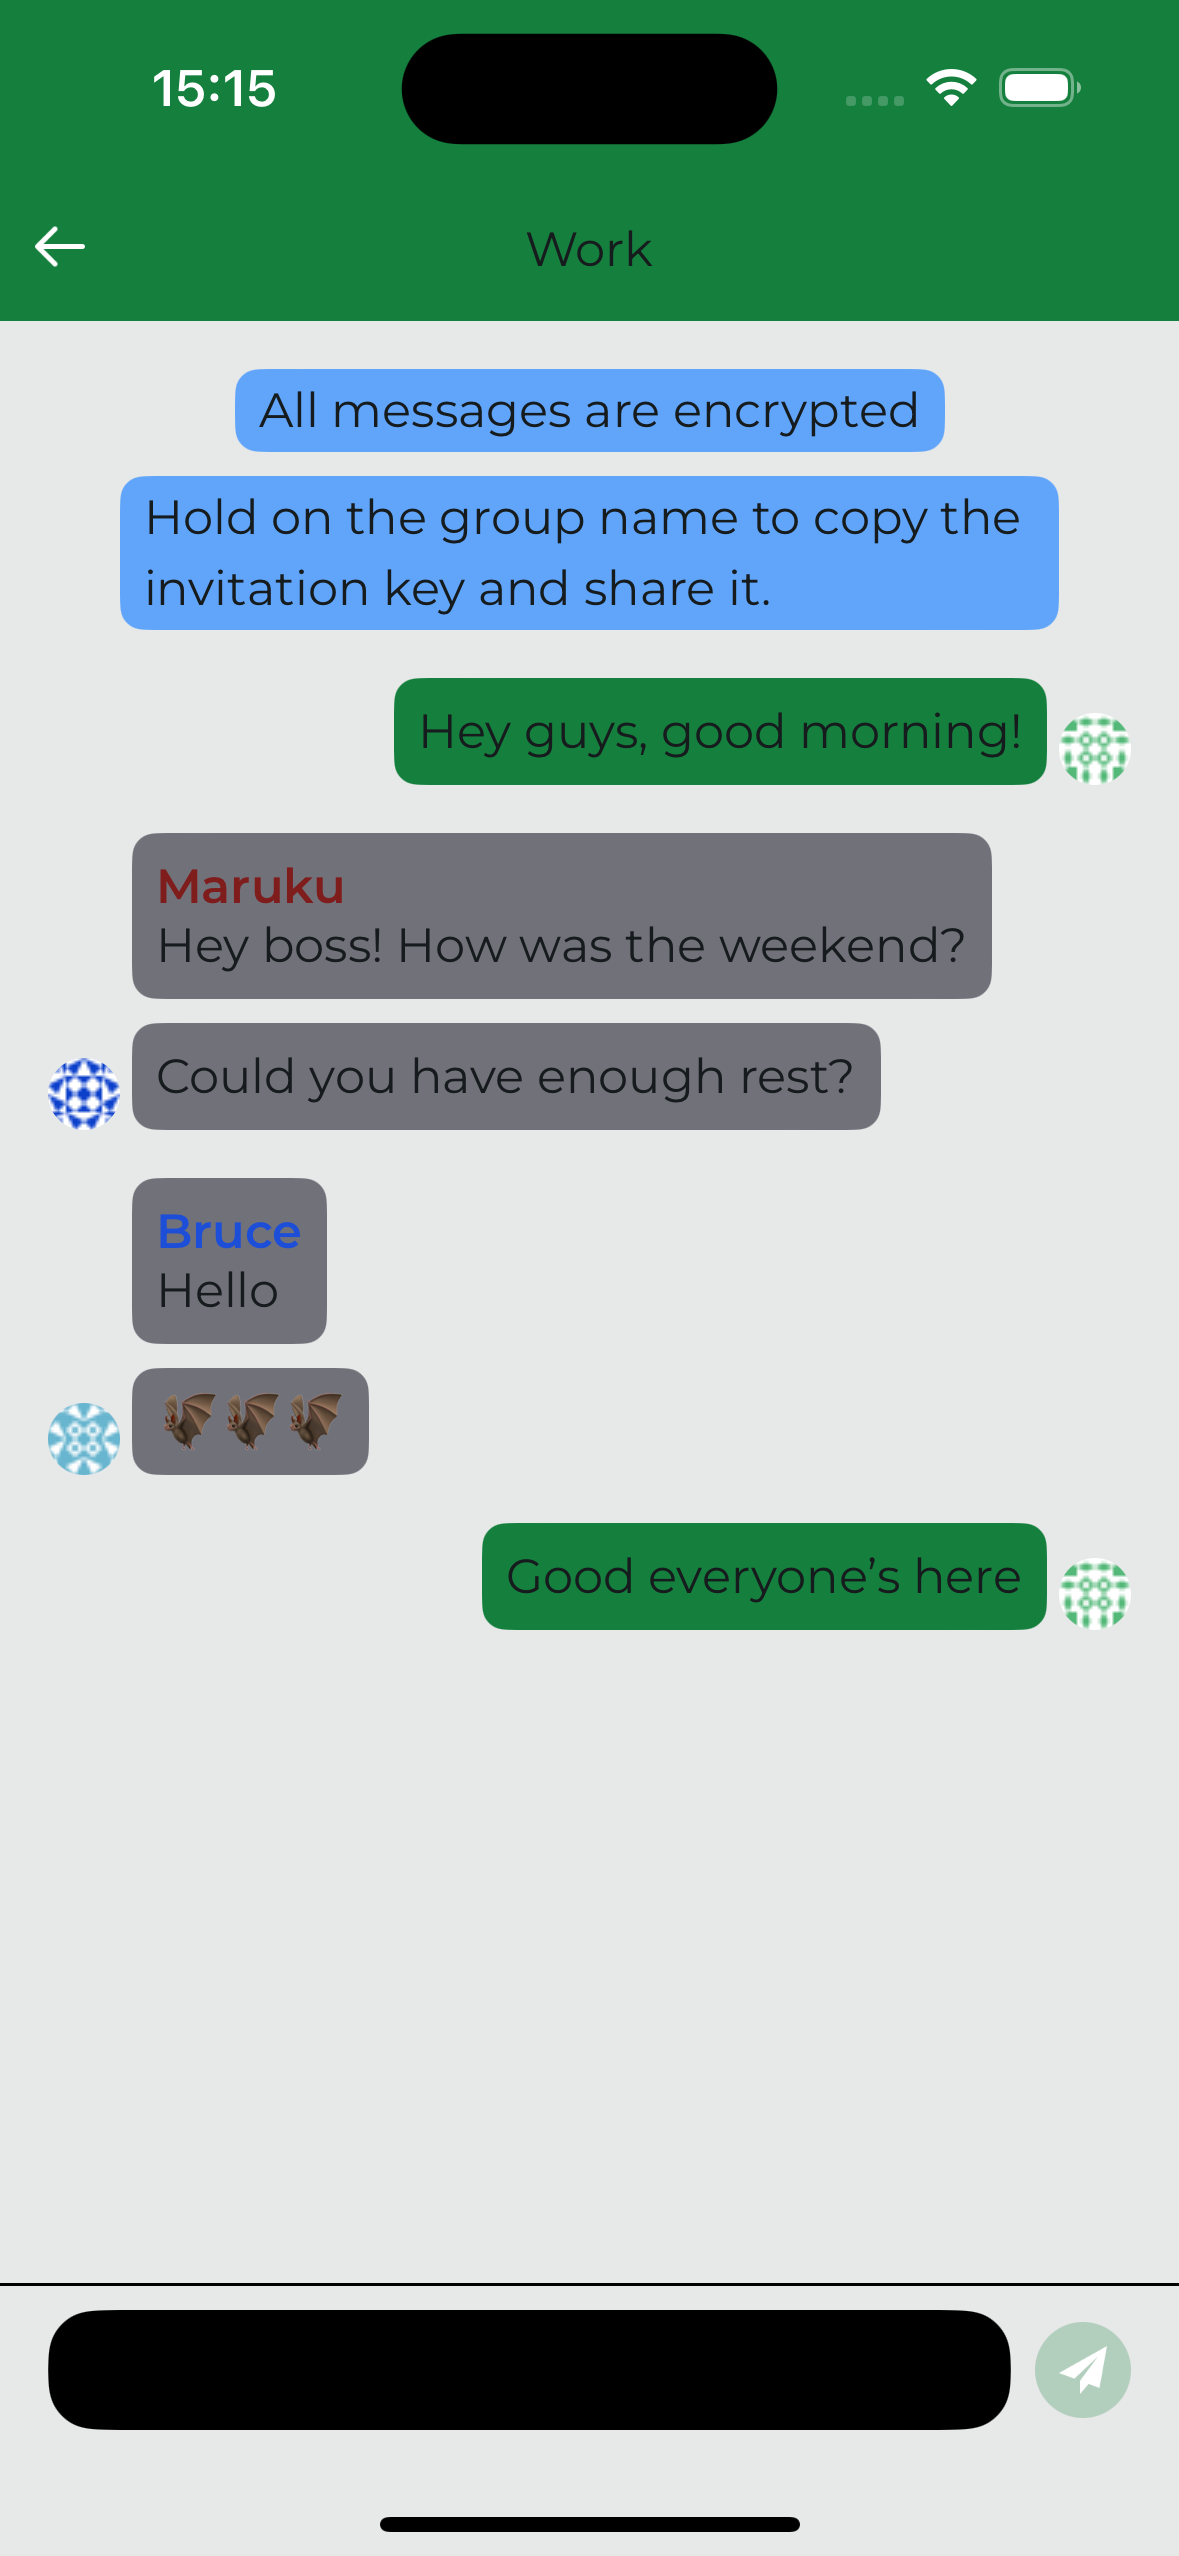 15:15
Work
All messages are encrypted
Hold on the group name to copy the
invitation key and share it.
Hey guys, good morning!
Maruku
Hey boss! How was the weekend?
Could you have enough rest?
Bruce
Hello
🦇🦇🦇
Good everyone’s here